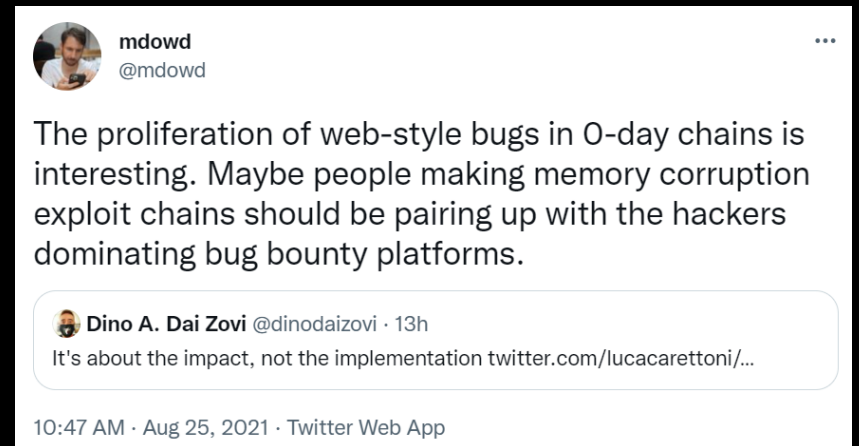 mdowd
@mdowd
The proliferation of web-style bugs in 0-day chains is
interesting. Maybe people making memory corruption
exploit chains should be pairing up with the hackers
dominating bug bounty platforms.
Dino A. Dai Zovi @dinodaizovi · 13h
It's about the impact, not the implementation twitter.com/lucacarettoni/...
10:47 AM · Aug 25, 2021 · Twitter Web App